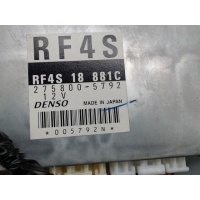 RF4S
RF4S 18 881C
275800-5792
12V
DENSO MADE IN JAPAN
*005792N*